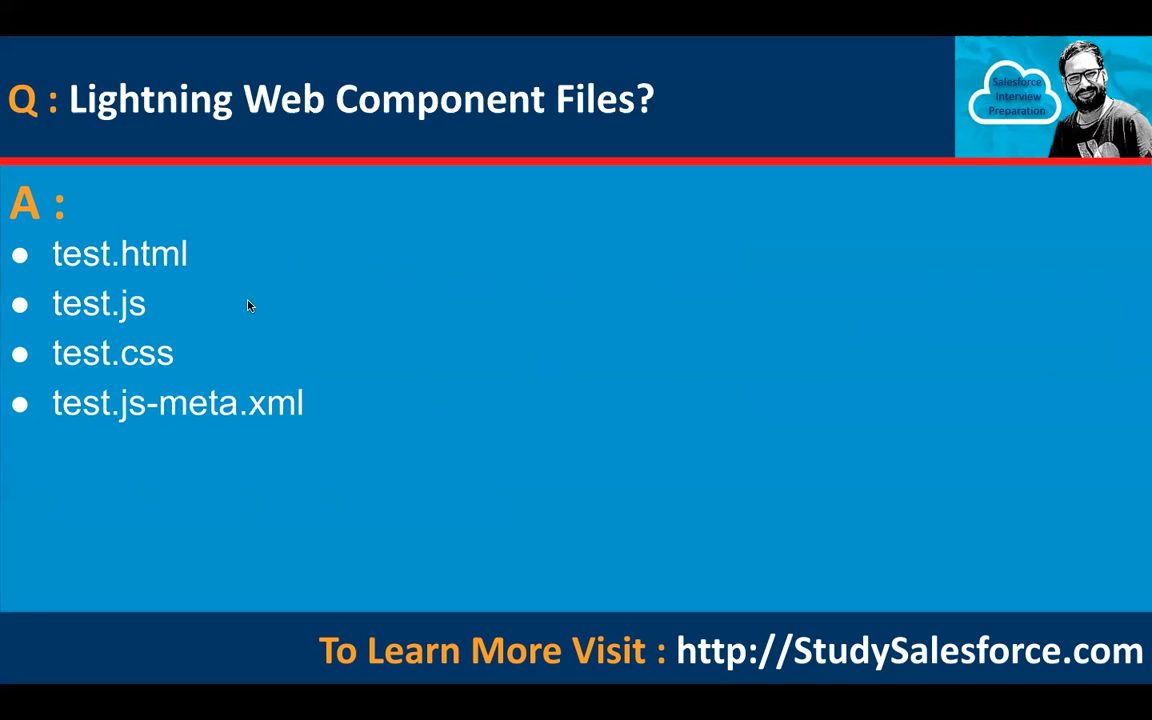 Q : Lightning Web Component Files?
Salesforce
Interview
Preparation
A :
● test.html
● test.js
● test.css
● test.js-meta.xml
To Learn More Visit : http://StudySalesforce.com